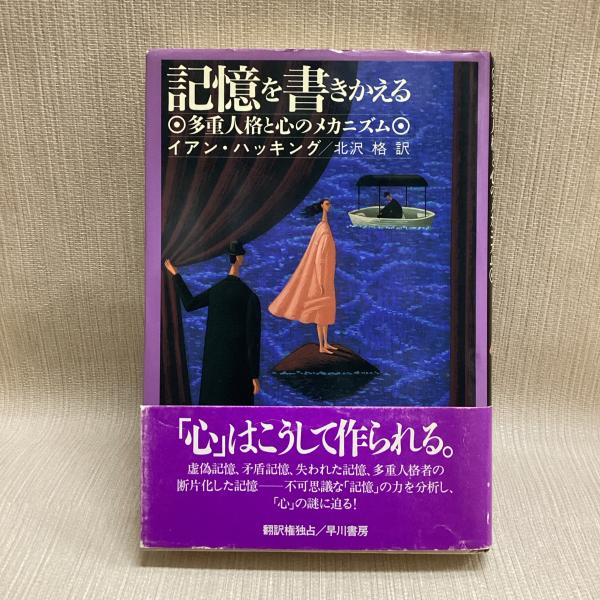 記憶を書きかえる
多重人格と心のメカニズム
イアン・ハッキング/北沢 格 訳
「心」はこうして作られる。
虚偽記憶、矛盾記憶、失われた記憶、多重人格者の
断片化した記憶――不可思議な「記憶」の力を分析し、
「心」の謎に迫る!
翻訳権独占/早川書房